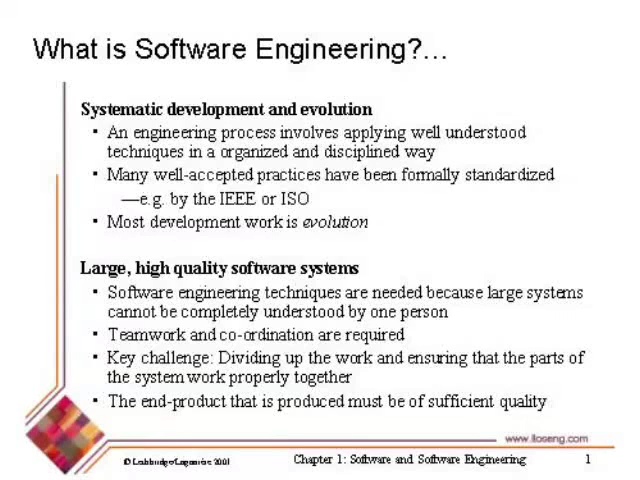 What is Software Engineering?...
Systematic development and evolution
• An engineering process involves applying well understood
techniques in a organized and disciplined way
• Many well-accepted practices have been formally standardized
—e.g. by the IEEE or ISO
• Most development work is evolution
Large, high quality software systems
• Software engineering techniques are needed because large systems
cannot be completely understood by one person
• Teamwork and co-ordination are required
• Key challenge: Dividing up the work and ensuring that the parts of
the system work properly together
• The end-product that is produced must be of sufficient quality
www.lloseng.com
© Lethbridge/Laganière 2001 Chapter 1: Software and Software Engineering 1